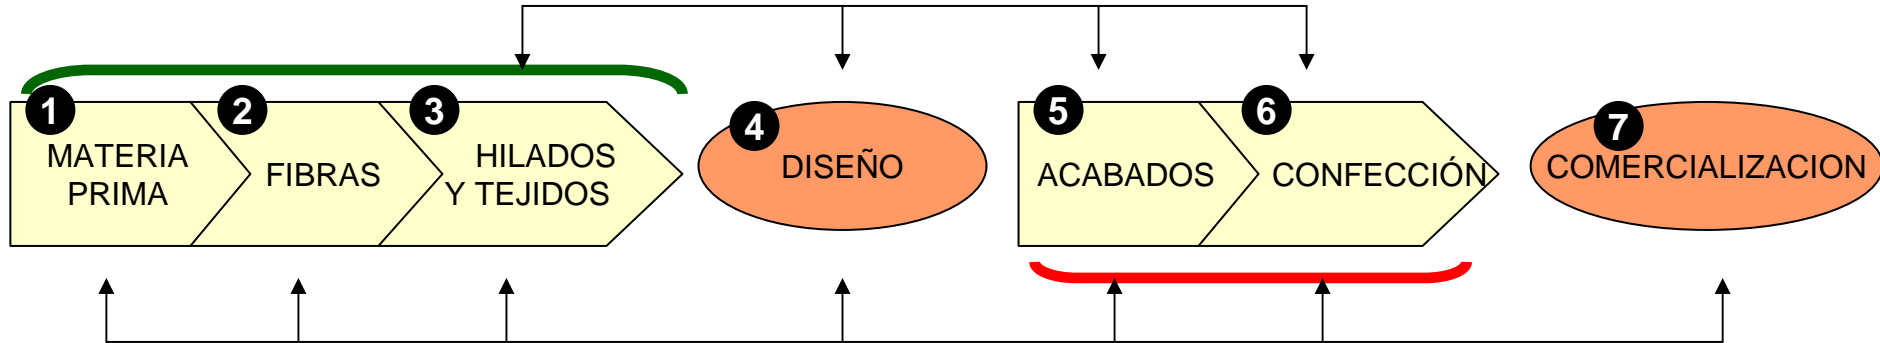 1
MATERIA
PRIMA
2
FIBRAS
3
HILADOS
Y TEJIDOS
4
DISEÑO
5
ACABADOS
6
CONFECCIÓN
7
COMERCIALIZACION